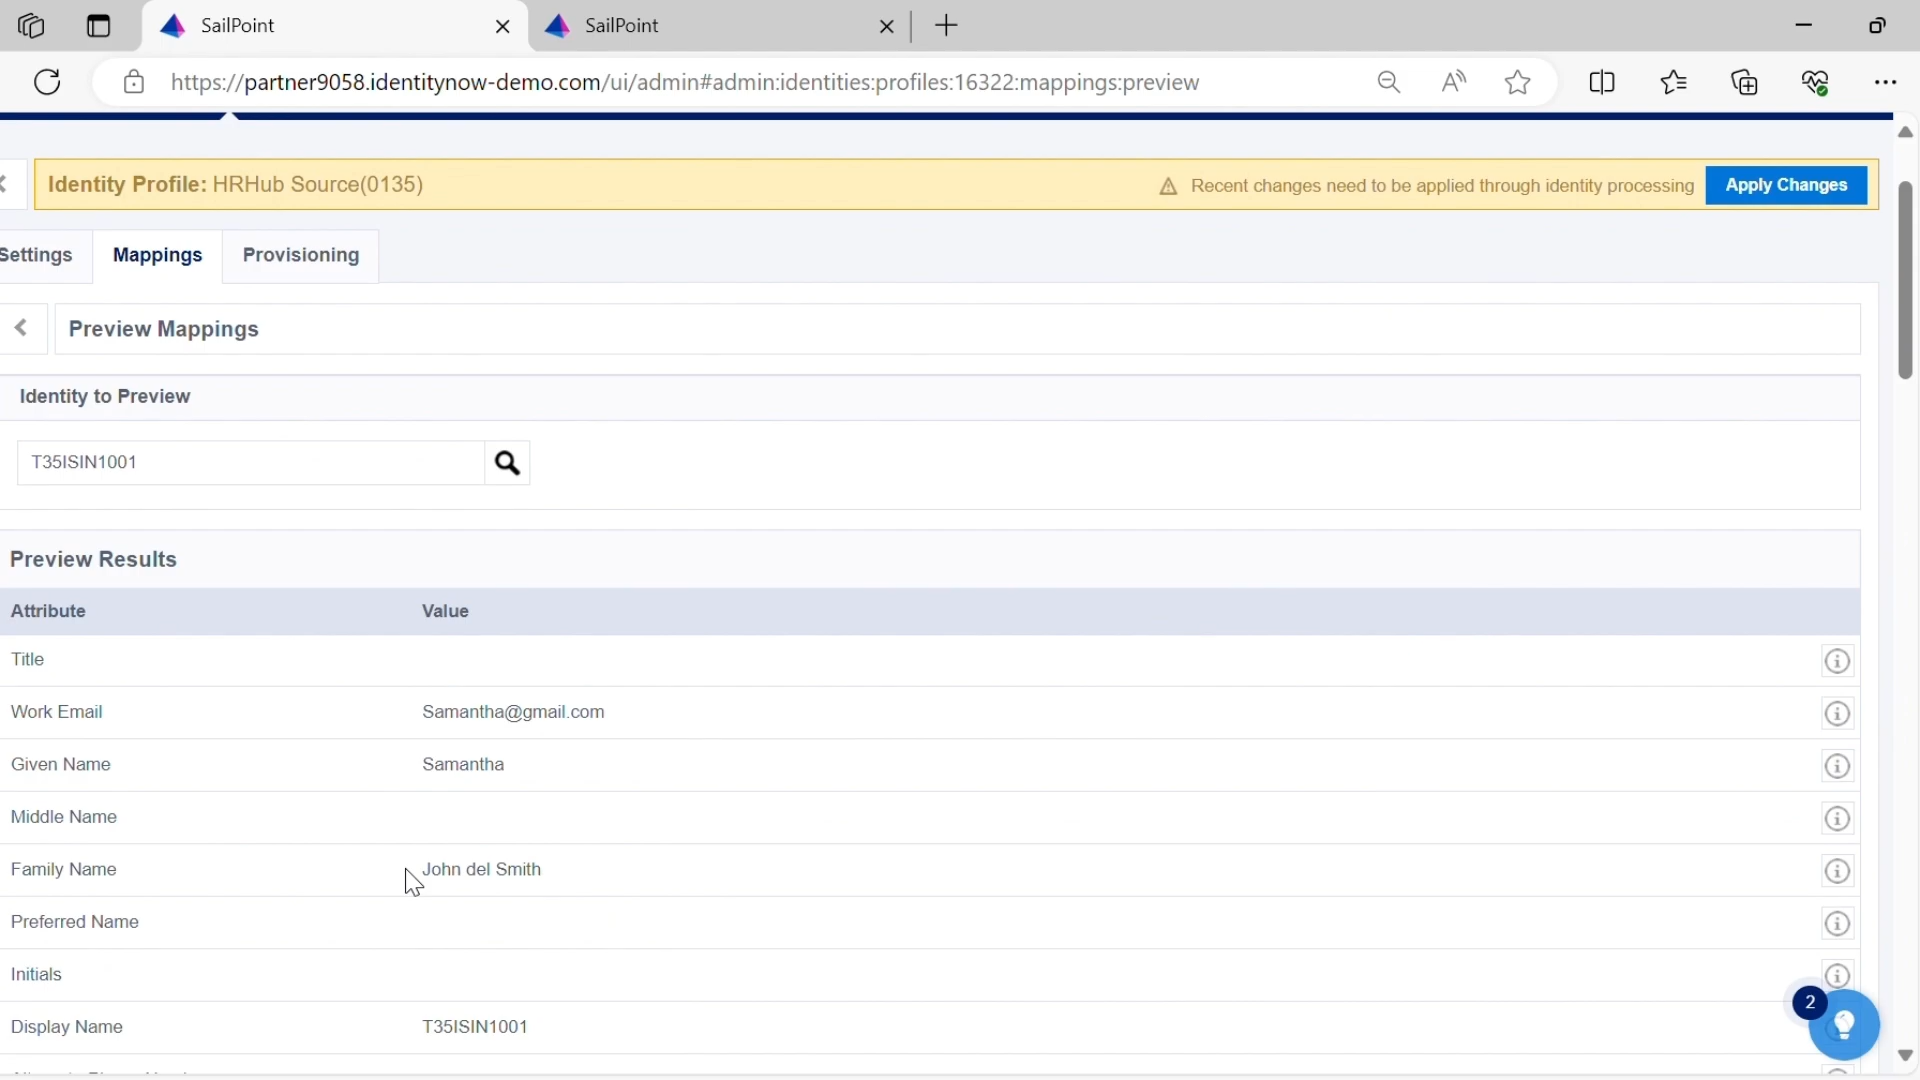 SailPoint
SailPoint
https://partner9058.identitynow-demo.com/ui/admin#admin:identities:profiles:16322:mappings:preview
Identity Profile: HRHub Source(0135)
Recent changes need to be applied through identity processing
Apply Changes
Settings
Mappings
Provisioning
Preview Mappings
Identity to Preview
T35ISIN1001
Preview Results
Attribute Value
Title
Work Email Samantha@gmail.com
Given Name Samantha
Middle Name
Family Name John del Smith
Preferred Name
Initials
2
Display Name T35ISIN1001